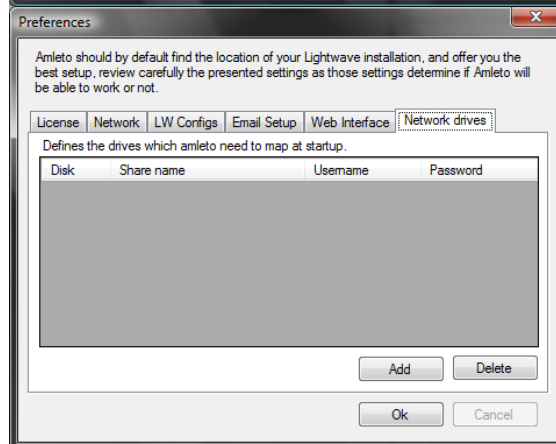 Preferences
Amleto should by default find the location of your Lightwave installation, and offer you the
best setup, review carefully the presented settings as those settings determine if Amleto will
be able to work or not.
License Network LW Configs Email Setup Web Interface Network drives
Defines the drives which amleto need to map at startup.
Disk Share name Username Password
Add Delete
Ok Cancel